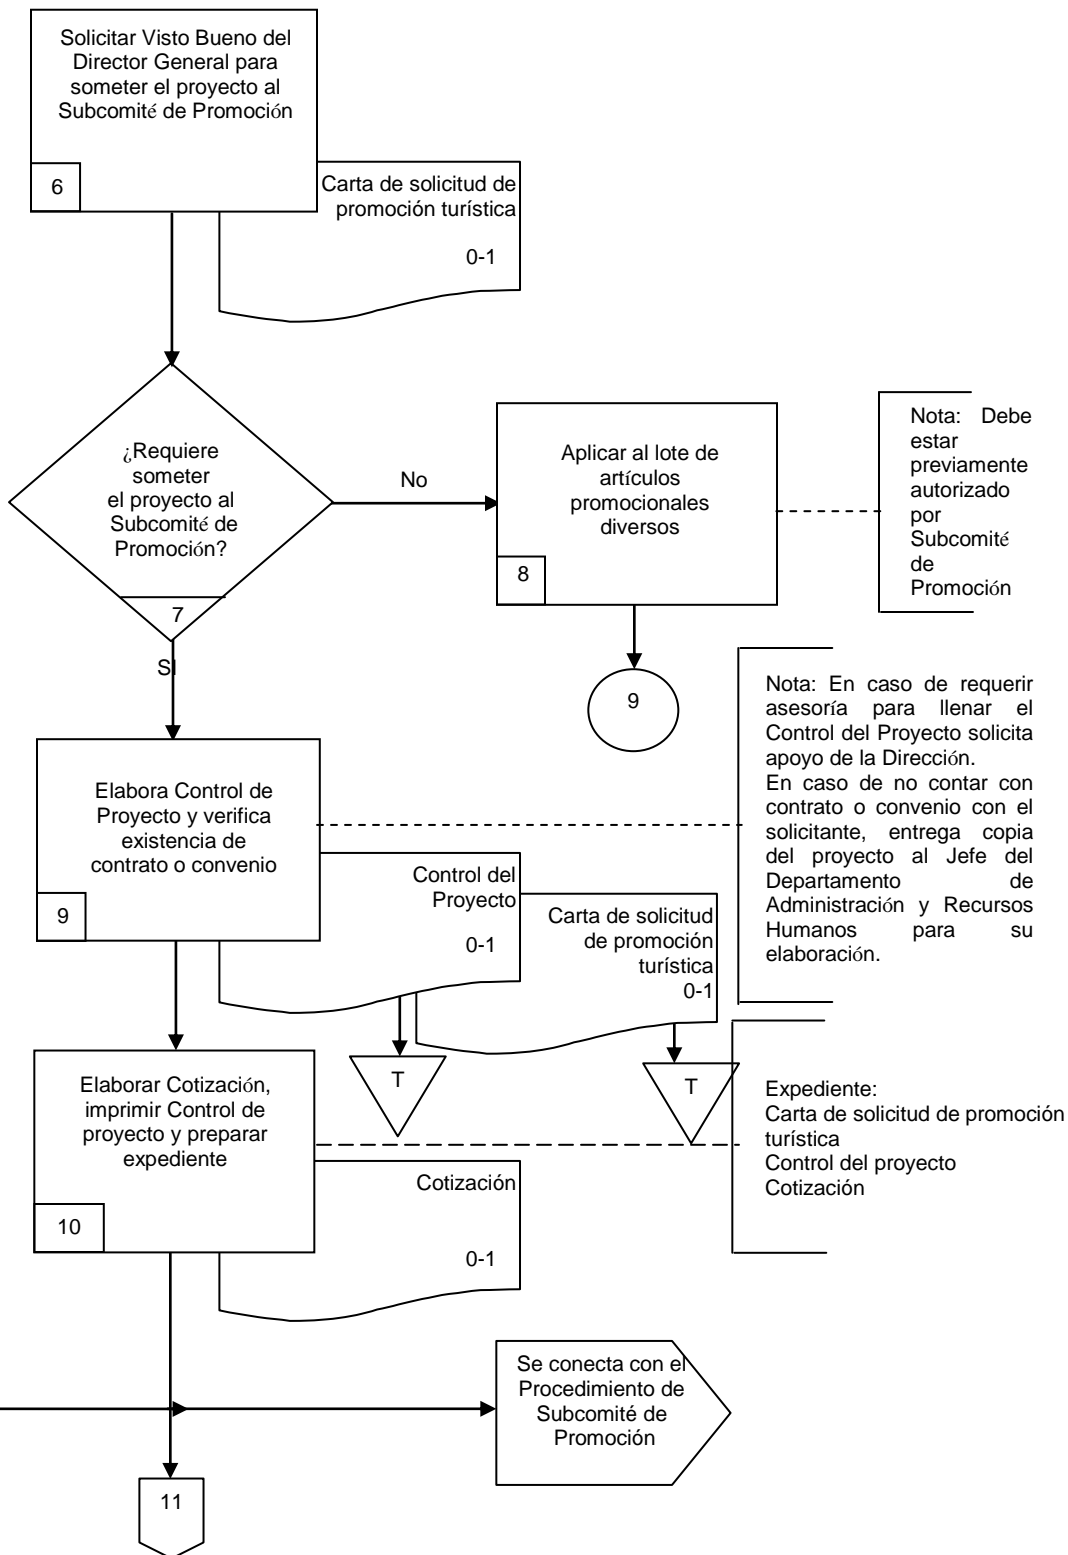 Solicitar Visto Bueno del
Director General para
someter el proyecto al
Subcomité de Promoción
6
Carta de solicitud de
promoción turística
0-1
¿Requiere
someter
el proyecto al
Subcomité de
Promoción?
7
No
SI
Aplicar al lote de
artículos
promocionales
diversos
8
Nota: Debe
estar
previamente
autorizado
por
Subcomité
de
Promoción
9
Elabora Control de
Proyecto y verifica
existencia de
contrato o convenio
9
Control del
Proyecto
0-1
Carta de solicitud
de promoción
turística
0-1
Nota: En caso de requerir
asesoría para llenar el
Control del Proyecto solicita
apoyo de la Dirección.
En caso de no contar con
contrato o convenio con el
solicitante, entrega copia
del proyecto al Jefe del
Departamento de
Administración y Recursos
Humanos para su
elaboración.
T
T
Elaborar Cotización,
imprimir Control de
proyecto y preparar
expediente
10
Cotización
0-1
Expediente:
Carta de solicitud de promoción
turística
Control del proyecto
Cotización
Se conecta con el
Procedimiento de
Subcomité de
Promoción
11